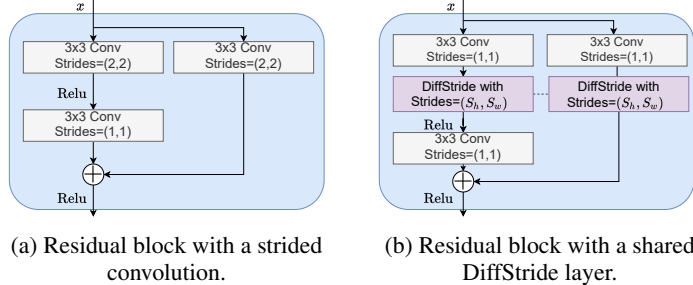 x
3x3 Conv
Strides=(2,2)
3x3 Conv
Strides=(2,2)
Relu
3x3 Conv
Strides=(1,1)
Relu
(a) Residual block with a strided
convolution.
x
3x3 Conv
Strides=(1,1)
3x3 Conv
Strides=(1,1)
DiffStride with
Strides=(S_h, S_w)
DiffStride with
Strides=(S_h, S_w)
Relu
3x3 Conv
Strides=(1,1)
Relu
(b) Residual block with a shared
DiffStride layer.